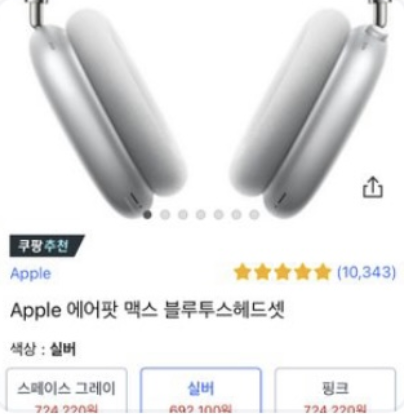 쿠팡추천
Apple (10,343)
Apple 에어팟 맥스 블루투스헤드셋
색상 : 실버
스페이스 그레이 실버 핑크
724,220원 692,100원 724,220원